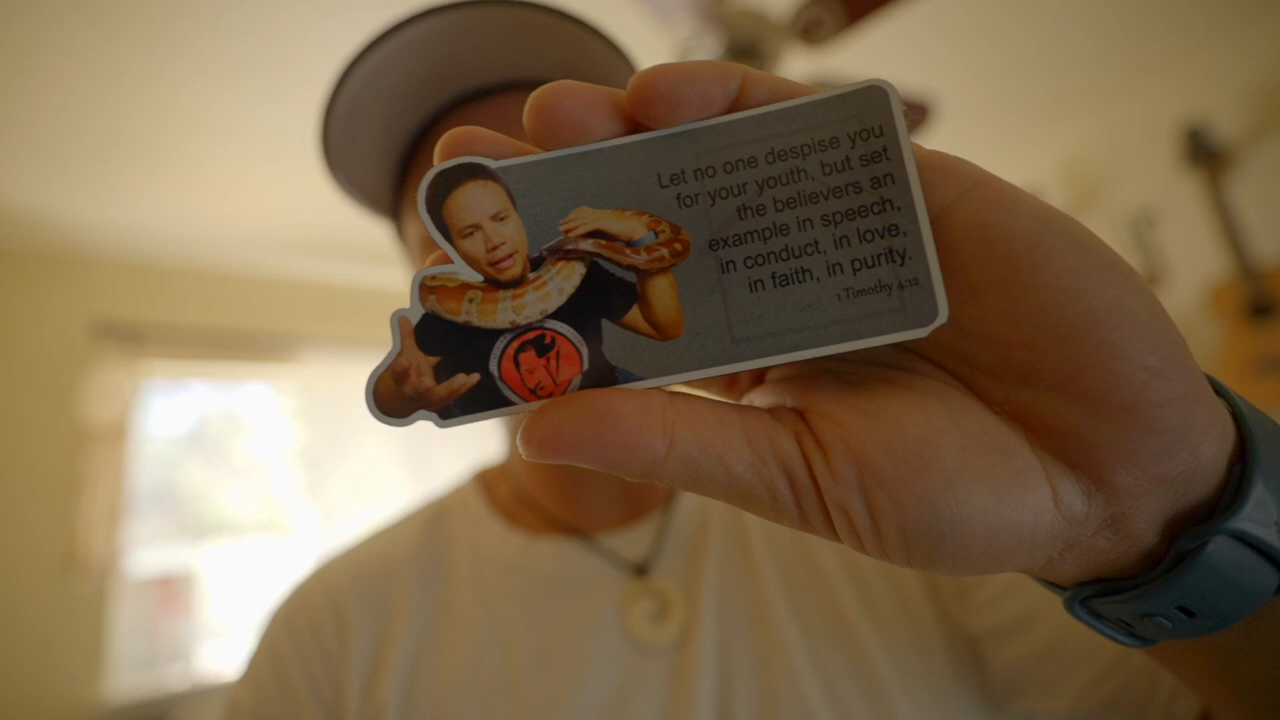 Let no one despise you
for your youth, but set
the believers an
example in speech,
in conduct, in love,
in faith, in purity.
1 Timothy 4:12